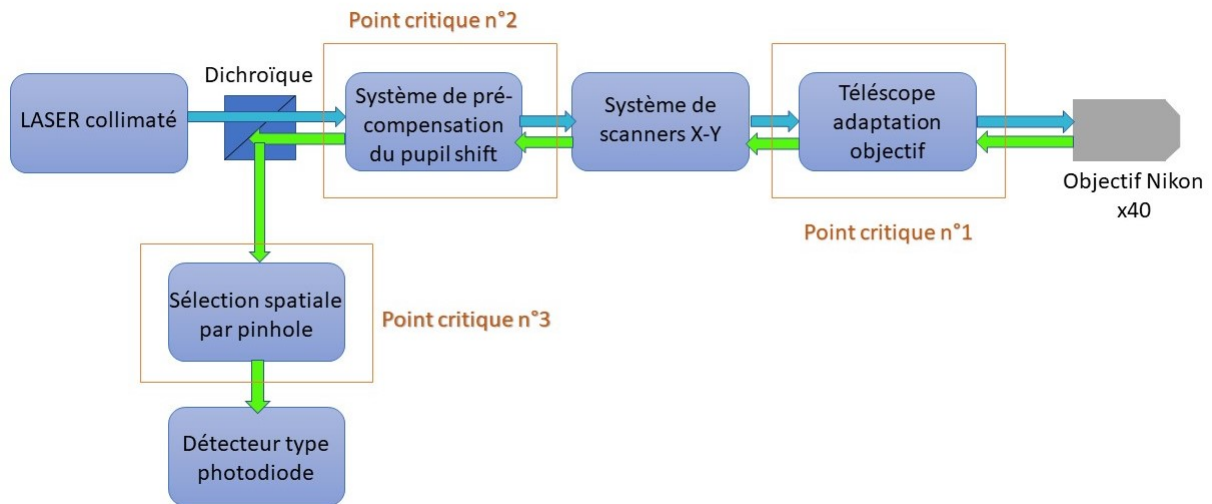 Point critique n°2
Dichroïque
LASER collimaté
Système de pré-
compensation
du pupil shift
Système de
scanners X-Y
Téléscope
adaptation
objectif
Objectif Nikon
x40
Point critique n°1
Sélection spatiale
par pinhole
Point critique n°3
Détecteur type
photodiode